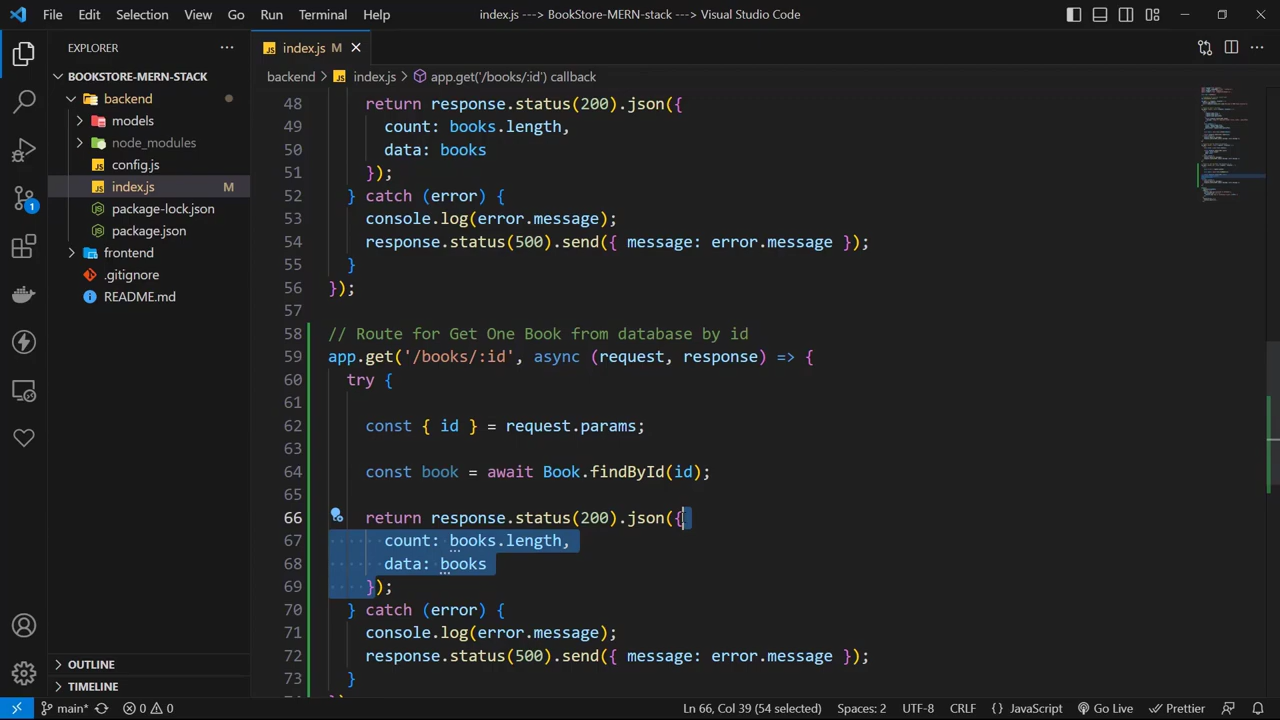 File Edit Selection View Go Run Terminal Help
index.js ---> BookStore-MERN-stack ---> Visual Studio Code
EXPLORER
BOOKSTORE-MERN-STACK
backend
models
node_modules
config.js
index.js M
package-lock.json
package.json
frontend
.gitignore
README.md
OUTLINE
TIMELINE
1
index.js M
backend > index.js > app.get('/books/:id') callback
48 return response.status(200).json({
49 count: books.length,
50 data: books
51 });
52 } catch (error) {
53 console.log(error.message);
54 response.status(500).send({ message: error.message });
55 }
56 });
57
58 // Route for Get One Book from database by id
59 app.get('/books/:id', async (request, response) => {
60 try {
61
62 const { id } = request.params;
63
64 const book = await Book.findById(id);
65
66 return response.status(200).json({
67 count: books.length,
68 data: books
69 });
70 } catch (error) {
71 console.log(error.message);
72 response.status(500).send({ message: error.message });
73 }
main* 0 0 Ln 66, Col 39 (54 selected) Spaces: 2 UTF-8 CRLF {} JavaScript Go Live Prettier